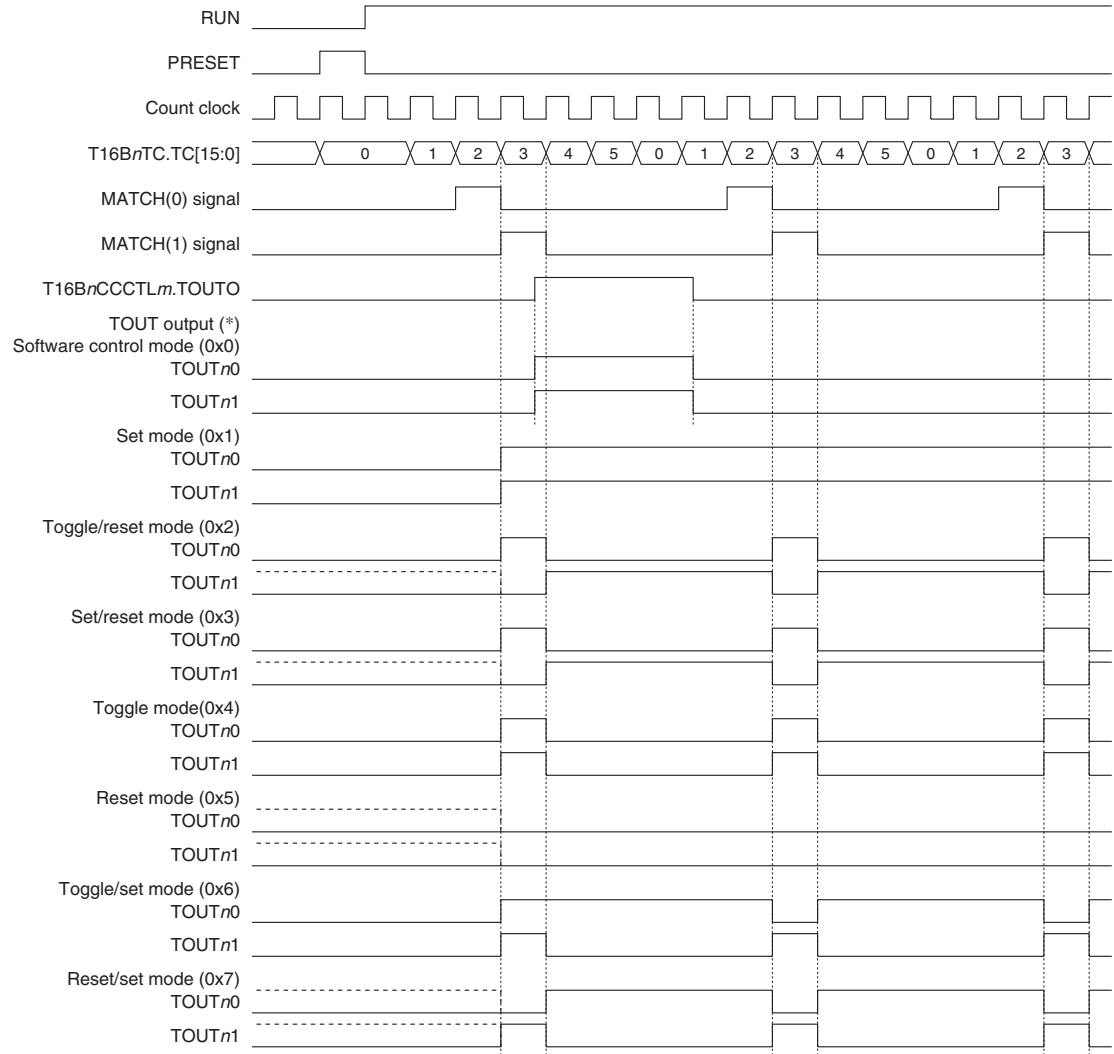 RUN
PRESET
Count clock
T16BnTC.TC[15:0] 0 1 2 3 4 5 0 1 2 3 4 5 0 1 2 3
MATCH(0) signal
MATCH(1) signal
T16BnCCCTLm.TOUTO
TOUT output (*)
Software control mode (0x0)
TOUTn0
TOUTn1
Set mode (0x1)
TOUTn0
TOUTn1
Toggle/reset mode (0x2)
TOUTn0
TOUTn1
Set/reset mode (0x3)
TOUTn0
TOUTn1
Toggle mode(0x4)
TOUTn0
TOUTn1
Reset mode (0x5)
TOUTn0
TOUTn1
Toggle/set mode (0x6)
TOUTn0
TOUTn1
Reset/set mode (0x7)
TOUTn0
TOUTn1